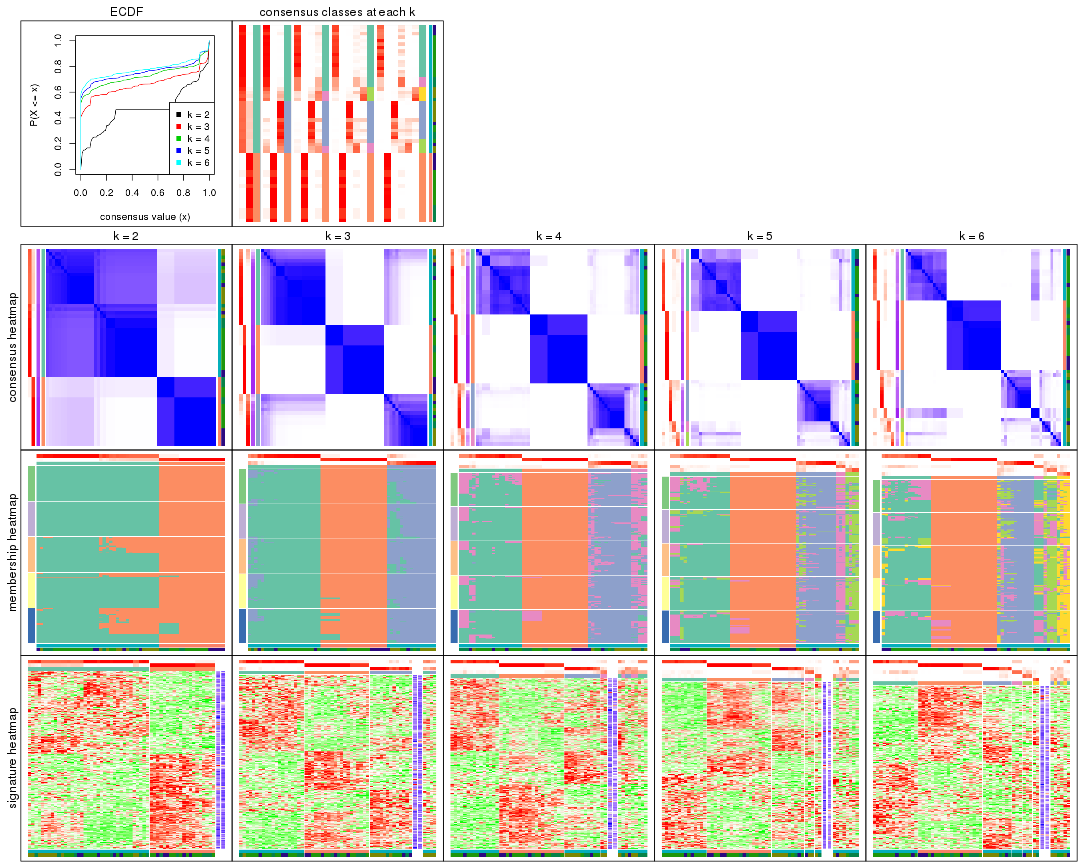 ECDF
consensus classes at each k
P(X <= x)
0.0 0.2 0.4 0.6 0.8 1.0
k = 2
k = 3
k = 4
k = 5
k = 6
0.0 0.2 0.4 0.6 0.8 1.0
consensus value (x)
k = 2 k = 3 k = 4 k = 5 k = 6
consensus heatmap
membership heatmap
signature heatmap